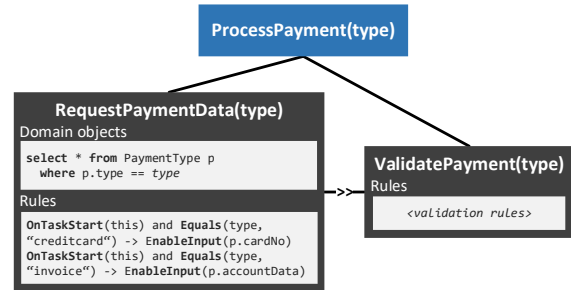 ProcessPayment(type)
RequestPaymentData(type)
Domain objects
select * from PaymentType p
where p.type == type
Rules
OnTaskStart(this) and Equals(type,
“creditcard“) -> EnableInput(p.cardNo)
OnTaskStart(this) and Equals(type,
“invoice“) -> EnableInput(p.accountData)
>>
ValidatePayment(type)
Rules
<validation rules>